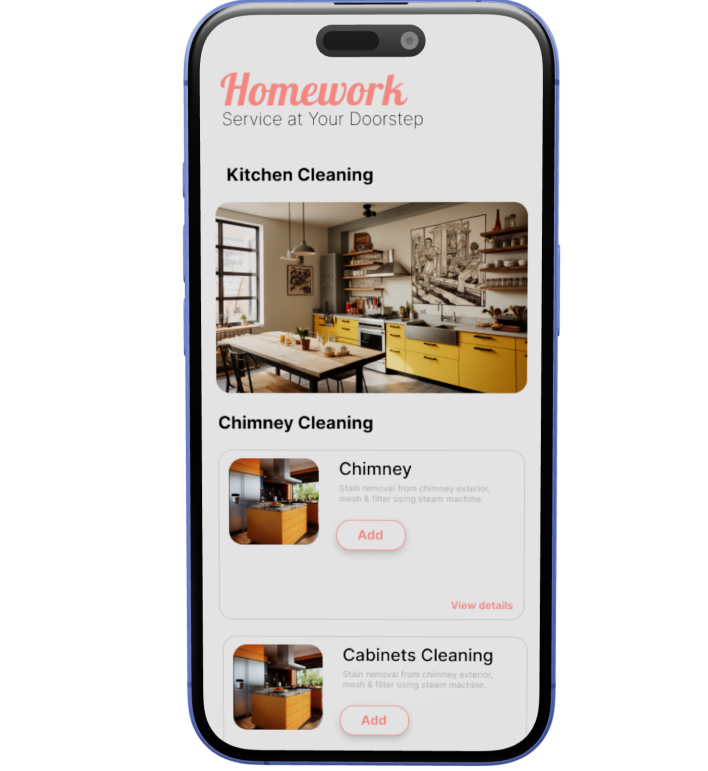 Homework
Service at Your Doorstep
Kitchen Cleaning
Chimney Cleaning
Chimney
Stain removal from chimney exterior,
mesh & filter using steam machine.
Add
View details
Cabinets Cleaning
Stain removal from chimney exterior,
mesh & filter using steam machine.
Add